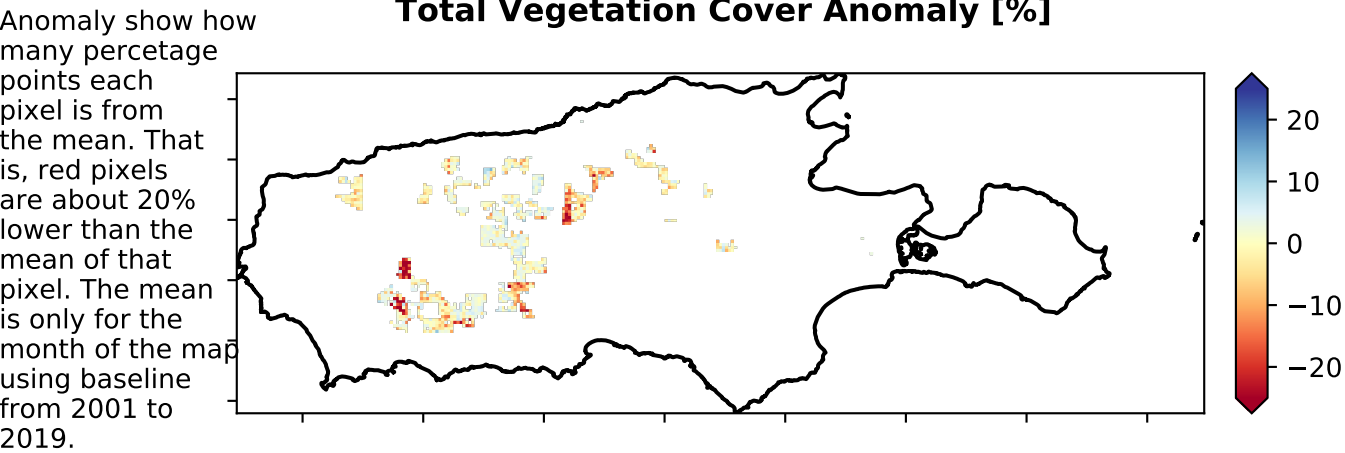 Total Vegetation Cover Anomaly [%]
Anomaly show how
many percetage
points each
pixel is from
the mean. That
is, red pixels
are about 20%
lower than the
mean of that
pixel. The mean
is only for the
month of the map
using baseline
from 2001 to
2019.
20
10
0
−10
−20